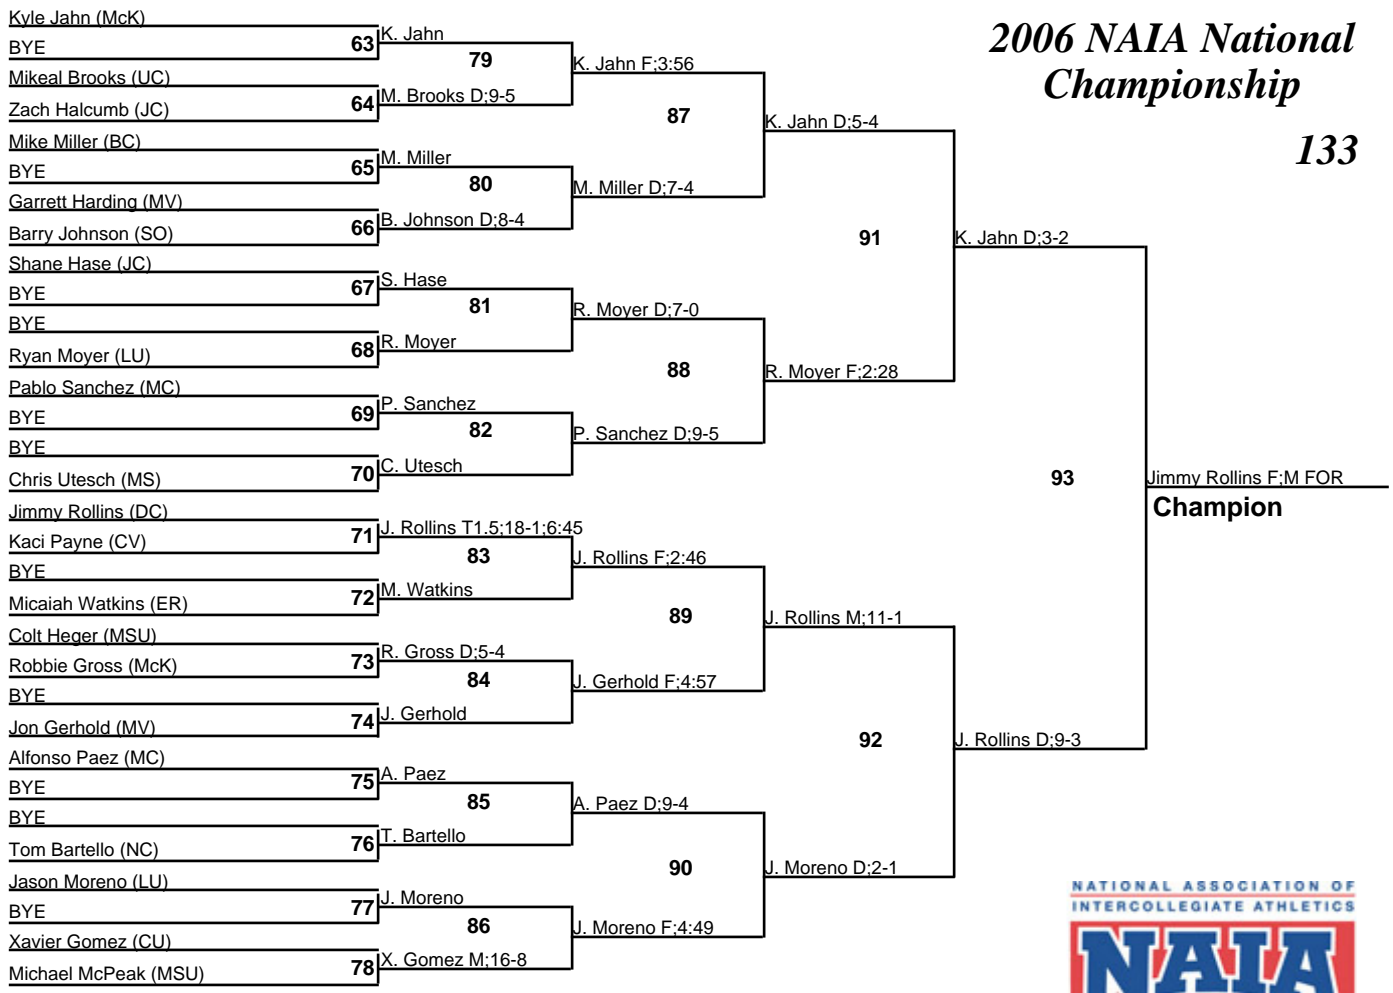 2006 NAIA National
Championship
133
Kyle Jahn (McK)
BYE
63
K. Jahn
Mikeal Brooks (UC)
Zach Halcumb (JC)
64
M. Brooks D;9-5
79
K. Jahn F;3:56
Mike Miller (BC)
BYE
65
M. Miller
Garrett Harding (MV)
Barry Johnson (SO)
66
B. Johnson D;8-4
80
M. Miller D;7-4
87
K. Jahn D;5-4
Shane Hase (JC)
BYE
67
S. Hase
BYE
Ryan Moyer (LU)
68
R. Moyer
81
R. Moyer D;7-0
Pablo Sanchez (MC)
BYE
69
P. Sanchez
BYE
Chris Utesch (MS)
70
C. Utesch
82
P. Sanchez D;9-5
88
R. Moyer F;2:28
91
K. Jahn D;3-2
Jimmy Rollins (DC)
Kaci Payne (CV)
71
J. Rollins T1.5;18-1;6:45
BYE
Micaiah Watkins (ER)
72
M. Watkins
83
J. Rollins F;2:46
Colt Heger (MSU)
Robbie Gross (McK)
73
R. Gross D;5-4
BYE
Jon Gerhold (MV)
74
J. Gerhold
84
J. Gerhold F;4:57
89
J. Rollins M;11-1
Alfonso Paez (MC)
BYE
75
A. Paez
BYE
Tom Bartello (NC)
76
T. Bartello
85
A. Paez D;9-4
Jason Moreno (LU)
BYE
77
J. Moreno
Xavier Gomez (CU)
Michael McPeak (MSU)
78
X. Gomez M;16-8
86
J. Moreno F;4:49
90
J. Moreno D;2-1
92
J. Rollins D;9-3
93
Jimmy Rollins F;M FOR
Champion
NATIONAL ASSOCIATION OF
INTERCOLLEGIATE ATHLETICS
NAIA